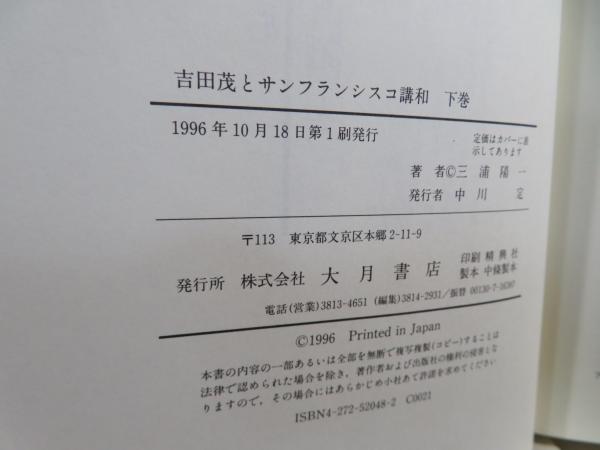 吉田茂とサンフランシスコ講和　下巻
1996年10月18日第1刷発行
定価はカバーに表
示してあります
著　者©三　浦　陽　一
発行者　中　川　　定
〒113　東京都文京区本郷2-11-9
発行所　株式会社　大　月　書　店
印刷　精　興　社
製本　中條製本
電話(営業)3813-4651 (編集)3814-2931／振替 00130-7-16387
©1996　Printed in Japan
本書の内容の一部あるいは全部を無断で複写複製(コピー)することは
法律で認められた場合を除き，著作者および出版社の権利の侵害とな
りますので，その場合にはあらかじめ小社あて許諾を求めてください
ISBN4-272-52048-2　C0021